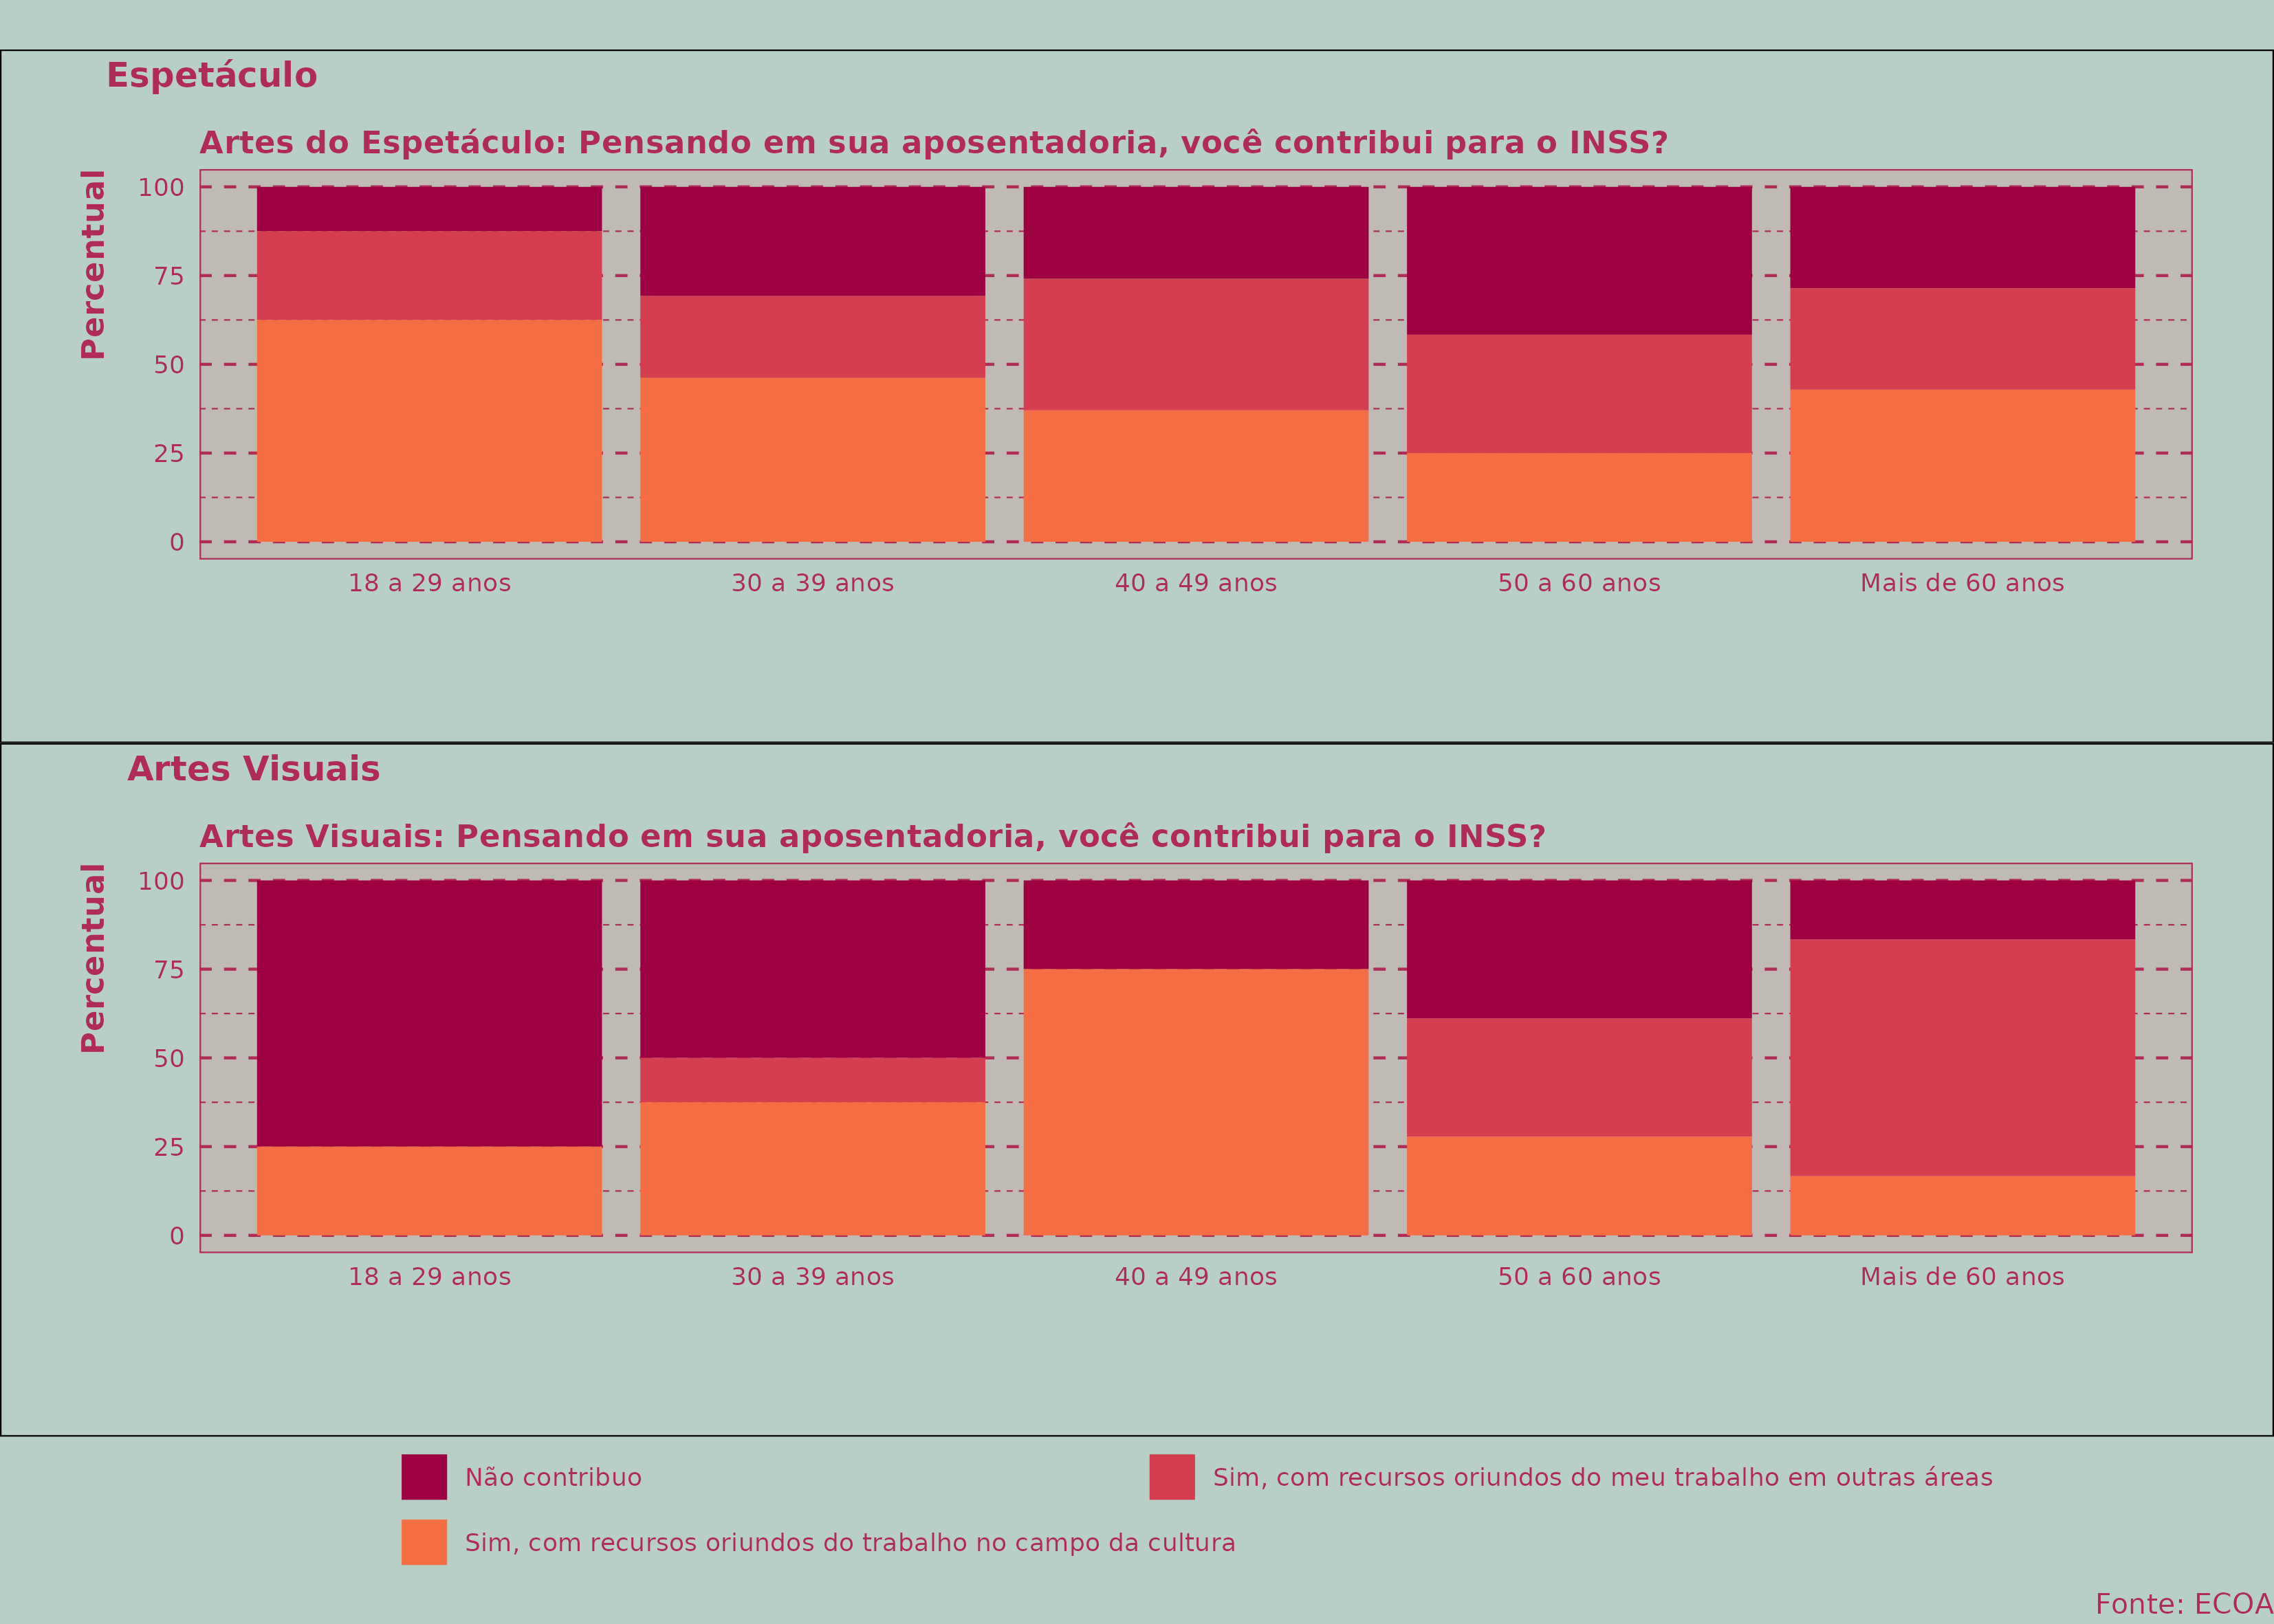 Espetáculo
Artes do Espetáculo: Pensando em sua aposentadoria, você contribui para o INSS?
Percentual
100
75
50
25
0
18 a 29 anos
30 a 39 anos
40 a 49 anos
50 a 60 anos
Mais de 60 anos
Artes Visuais
Artes Visuais: Pensando em sua aposentadoria, você contribui para o INSS?
Percentual
100
75
50
25
0
18 a 29 anos
30 a 39 anos
40 a 49 anos
50 a 60 anos
Mais de 60 anos
Não contribuo
Sim, com recursos oriundos do meu trabalho em outras áreas
Sim, com recursos oriundos do trabalho no campo da cultura
Fonte: ECOA